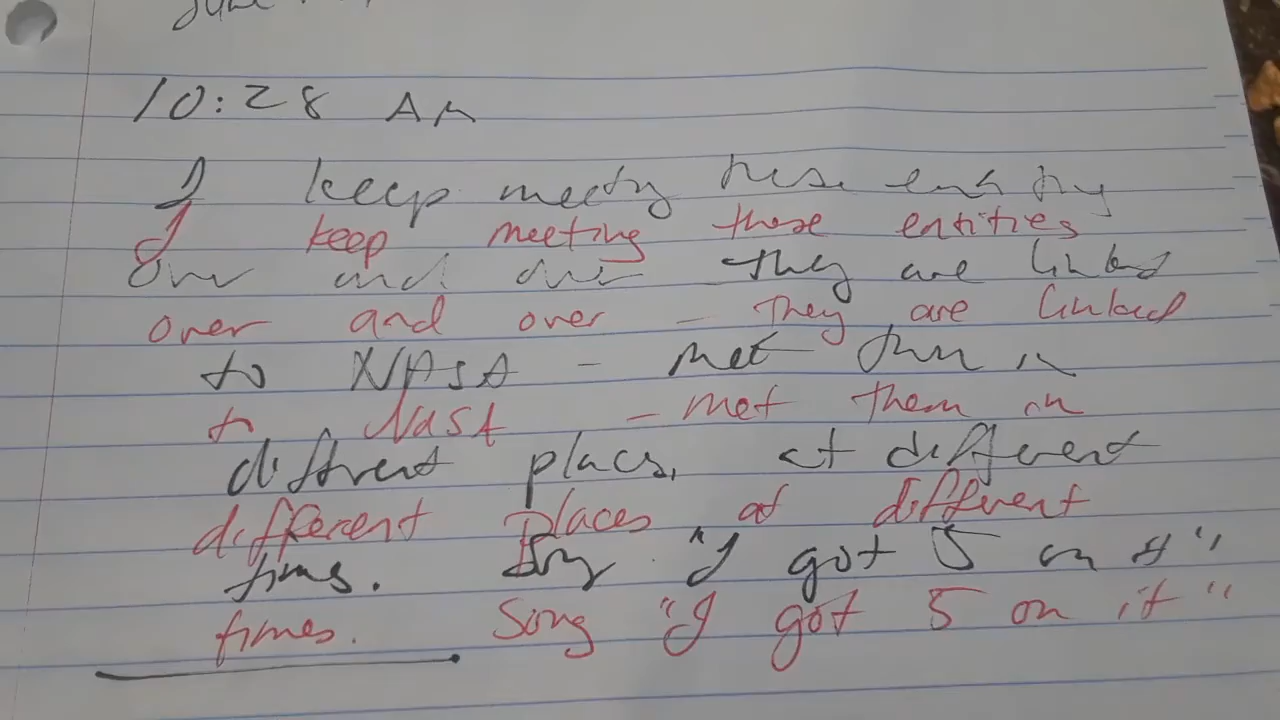 June
10:28 AM
I keep meeting these entity
I keep meeting these entities
over and over They are linked
over and over - They are linked
to NASA - met them in
to NASA - met them in
different places, at different
different places, at different
times. Song "I got 5 on it"
times. Song "I got 5 on it"